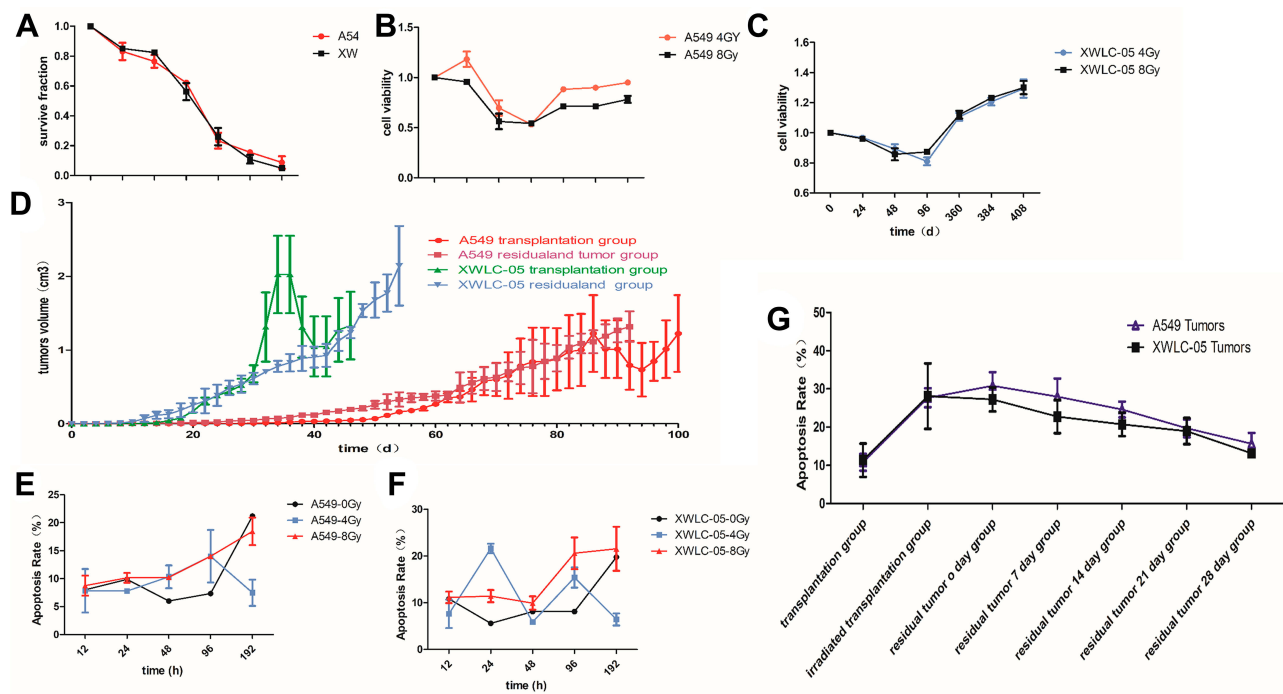 A
1.0
0.8
0.6
0.4
0.2
0.0
survive fraction
A54
XW
B
1.5
1.0
0.5
0.0
cell viability
A549 4GY
A549 8Gy
C
1.6
1.4
1.2
1.0
0.8
0.6
cell viability
XWLC-05 4Gy
XWLC-05 8Gy
0 24 48 96 360 384 408
time（d）
D
3
2
1
0
tumors volume（cm3）
A549 transplantation group
A549 residualand tumor group
XWLC-05 transplantation group
XWLC-05 residualand group
0 20 40 60 80 100
time（d）
E
25
20
15
10
5
0
Apoptosis Rate（%）
A549-0Gy
A549-4Gy
A549-8Gy
12 24 48 96 192
time (h)
F
30
20
10
0
Apoptosis Rate（%）
XWLC-05-0Gy
XWLC-05-4Gy
XWLC-05-8Gy
12 24 48 96 192
time (h)
G
50
40
30
20
10
0
Apoptosis Rate（%）
A549 Tumors
XWLC-05 Tumors
transplantation group
irradiated transplantation group
residual tumor o day group
residual tumor 7 day group
residual tumor 14 day group
residual tumor 21 day group
residual tumor 28 day group